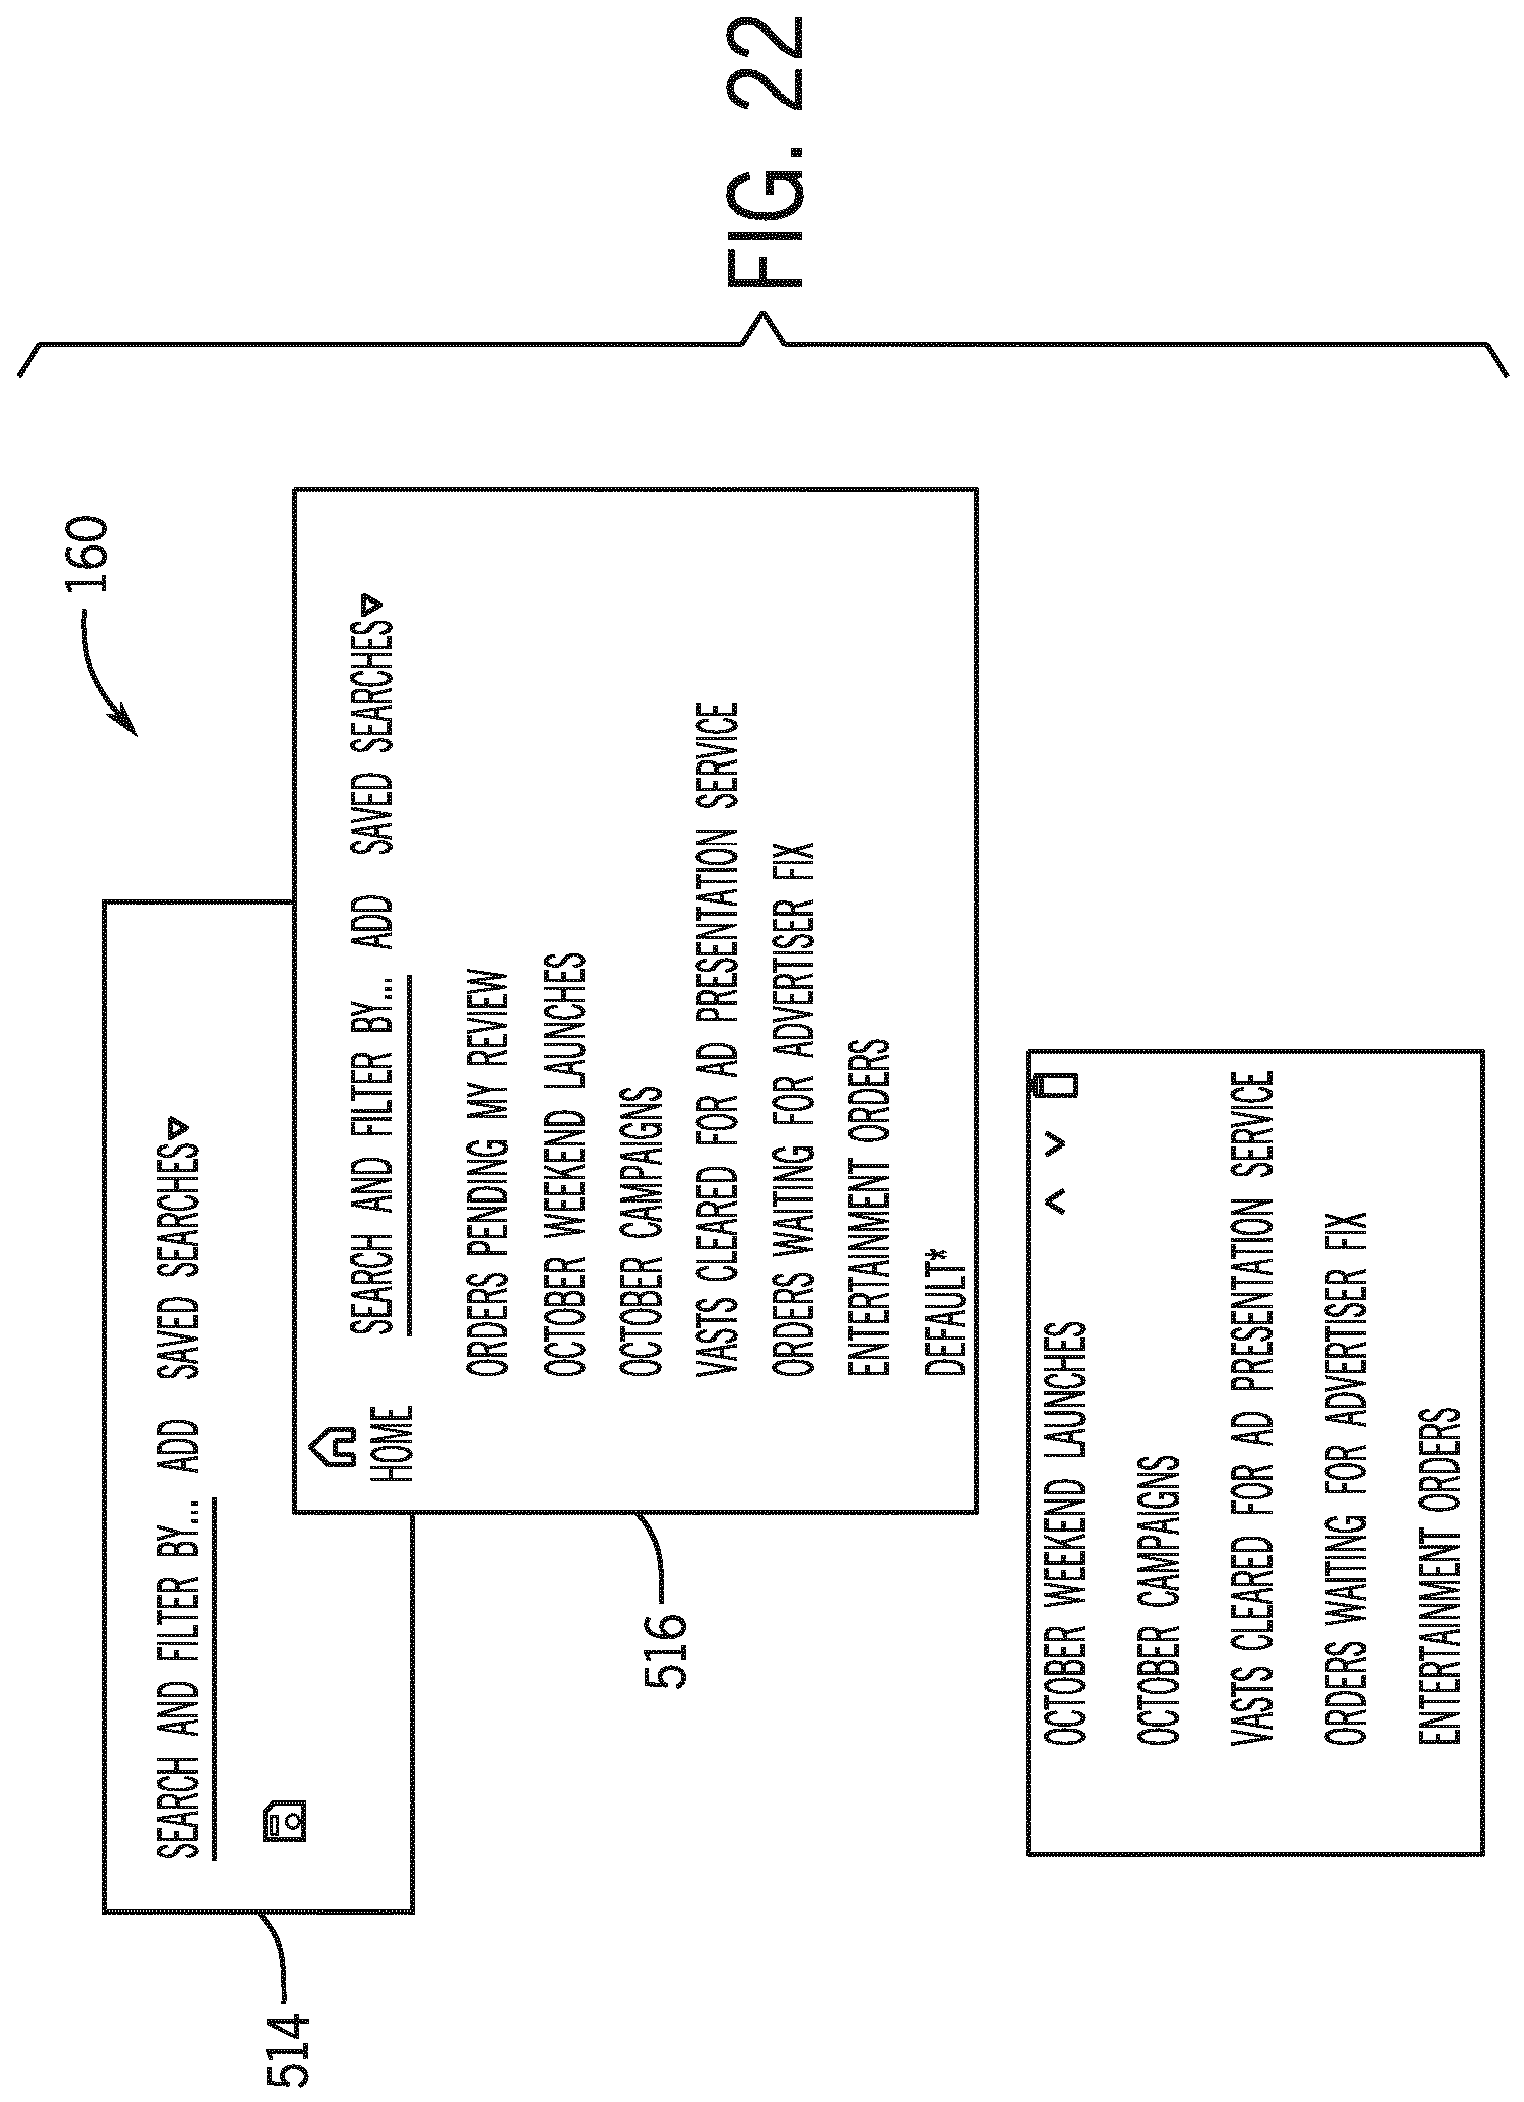 160
SEARCH AND FILTER BY... ADD SAVED SEARCHES
514
SEARCH AND FILTER BY... ADD SAVED SEARCHES
HOME
ORDERS PENDING MY REVIEW
OCTOBER WEEKEND LAUNCHES
OCTOBER CAMPAIGNS
VASTS CLEARED FOR AD PRESENTATION SERVICE
ORDERS WAITING FOR ADVERTISER FIX
ENTERTAINMENT ORDERS
DEFAULT*
516
OCTOBER WEEKEND LAUNCHES
OCTOBER CAMPAIGNS
VASTS CLEARED FOR AD PRESENTATION SERVICE
ORDERS WAITING FOR ADVERTISER FIX
ENTERTAINMENT ORDERS
FIG. 22